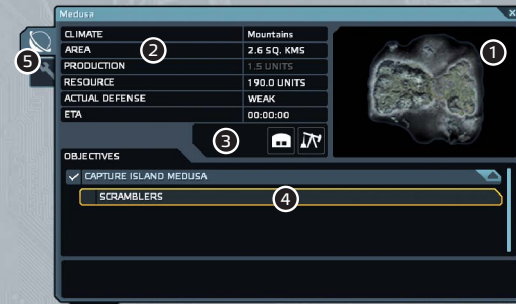 Medusa X
CLIMATE Mountains
AREA 2.6 SQ. KMS
PRODUCTION 1.5 UNITS
RESOURCE 190.0 UNITS
ACTUAL DEFENSE WEAK
ETA 00:00:00
OBJECTIVES
CAPTURE ISLAND MEDUSA
SCRAMBLERS
1
2
3
4
5